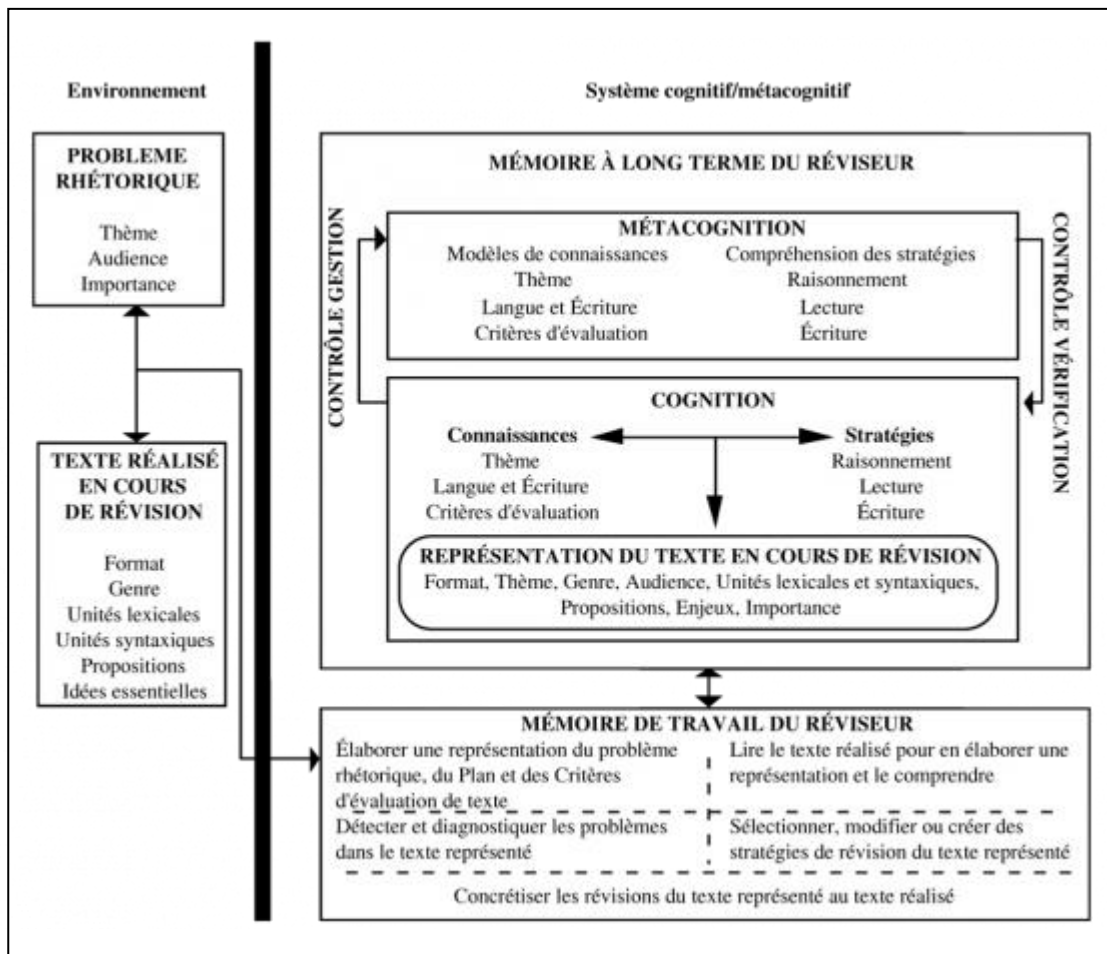 Environnement
Système cognitif/métacognitif
PROBLEME
RHÉTORIQUE
Thème
Audience
Importance
TEXTE RÉALISÉ
EN COURS
DE RÉVISION
Format
Genre
Unités lexicales
Unités syntaxiques
Propositions
Idées essentielles
MÉMOIRE À LONG TERME DU RÉVISEUR
CONTRÔLE GESTION
MÉTACOGNITION
Modèles de connaissances
Thème
Langue et Écriture
Critères d'évaluation
Compréhension des stratégies
Raisonnement
Lecture
Écriture
CONTRÔLE VÉRIFICATION
COGNITION
Connaissances
Thème
Langue et Écriture
Critères d'évaluation
Stratégies
Raisonnement
Lecture
Écriture
REPRÉSENTATION DU TEXTE EN COURS DE RÉVISION
Format, Thème, Genre, Audience, Unités lexicales et syntaxiques,
Propositions, Enjeux, Importance
MÉMOIRE DE TRAVAIL DU RÉVISEUR
Élaborer une représentation du problème
rhétorique, du Plan et des Critères
d'évaluation de texte
Lire le texte réalisé pour en élaborer une
représentation et le comprendre
Détecter et diagnostiquer les problèmes
dans le texte représenté
Sélectionner, modifier ou créer des
stratégies de révision du texte représenté
Concrétiser les révisions du texte représenté au texte réalisé